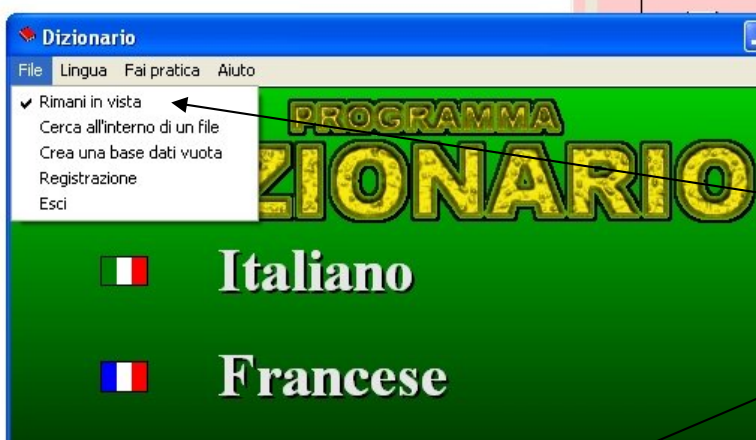 Dizionario
File Lingua Fai pratica Aiuto
Rimani in vista
Cerca all'interno di un file
Crea una base dati vuota
Registrazione
Esci
PROGRAMMA
ZIONARIO
Italiano
Francese